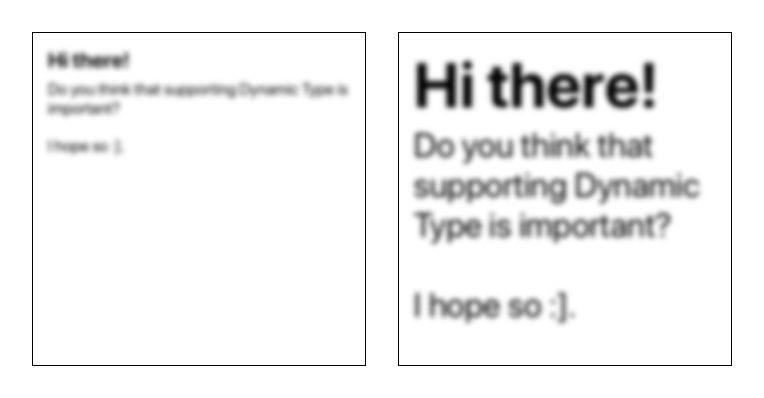 Hi there!
Do you think that supporting Dynamic Type is
important?
I hope so :].
Hi there!
Do you think that
supporting Dynamic
Type is important?
I hope so :].